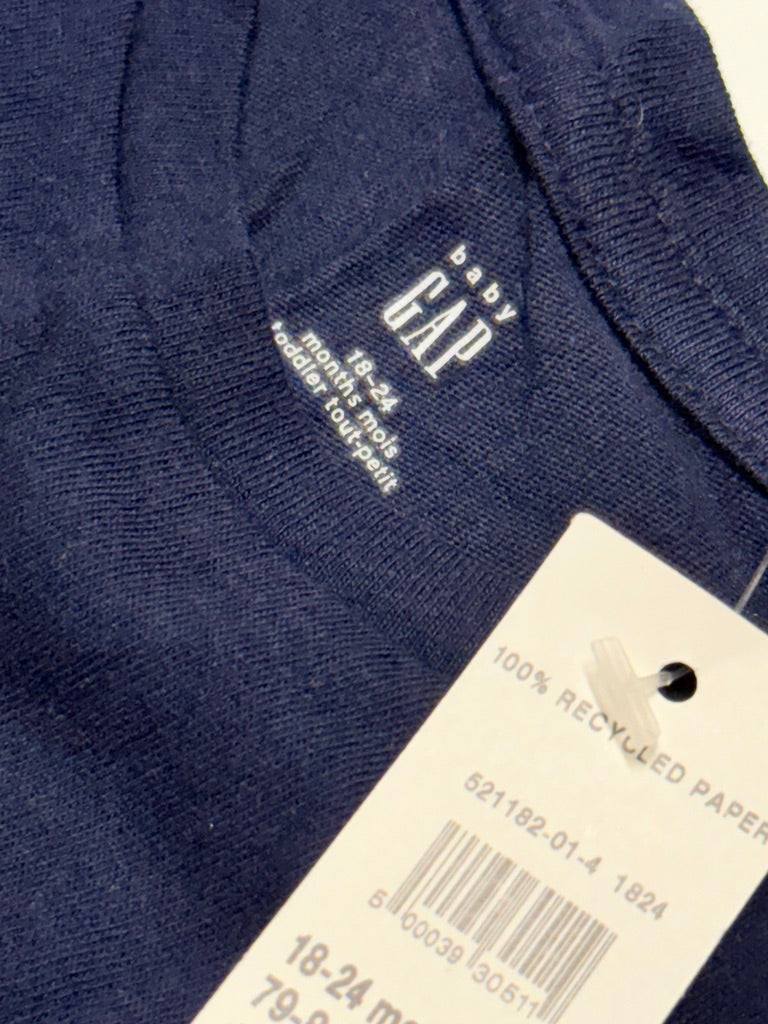 baby
GAP
18-24
months mois
toddler tout-petit
100% RECYCLED PAPER
521182-01-4 1824
5 00039 30511
18-24